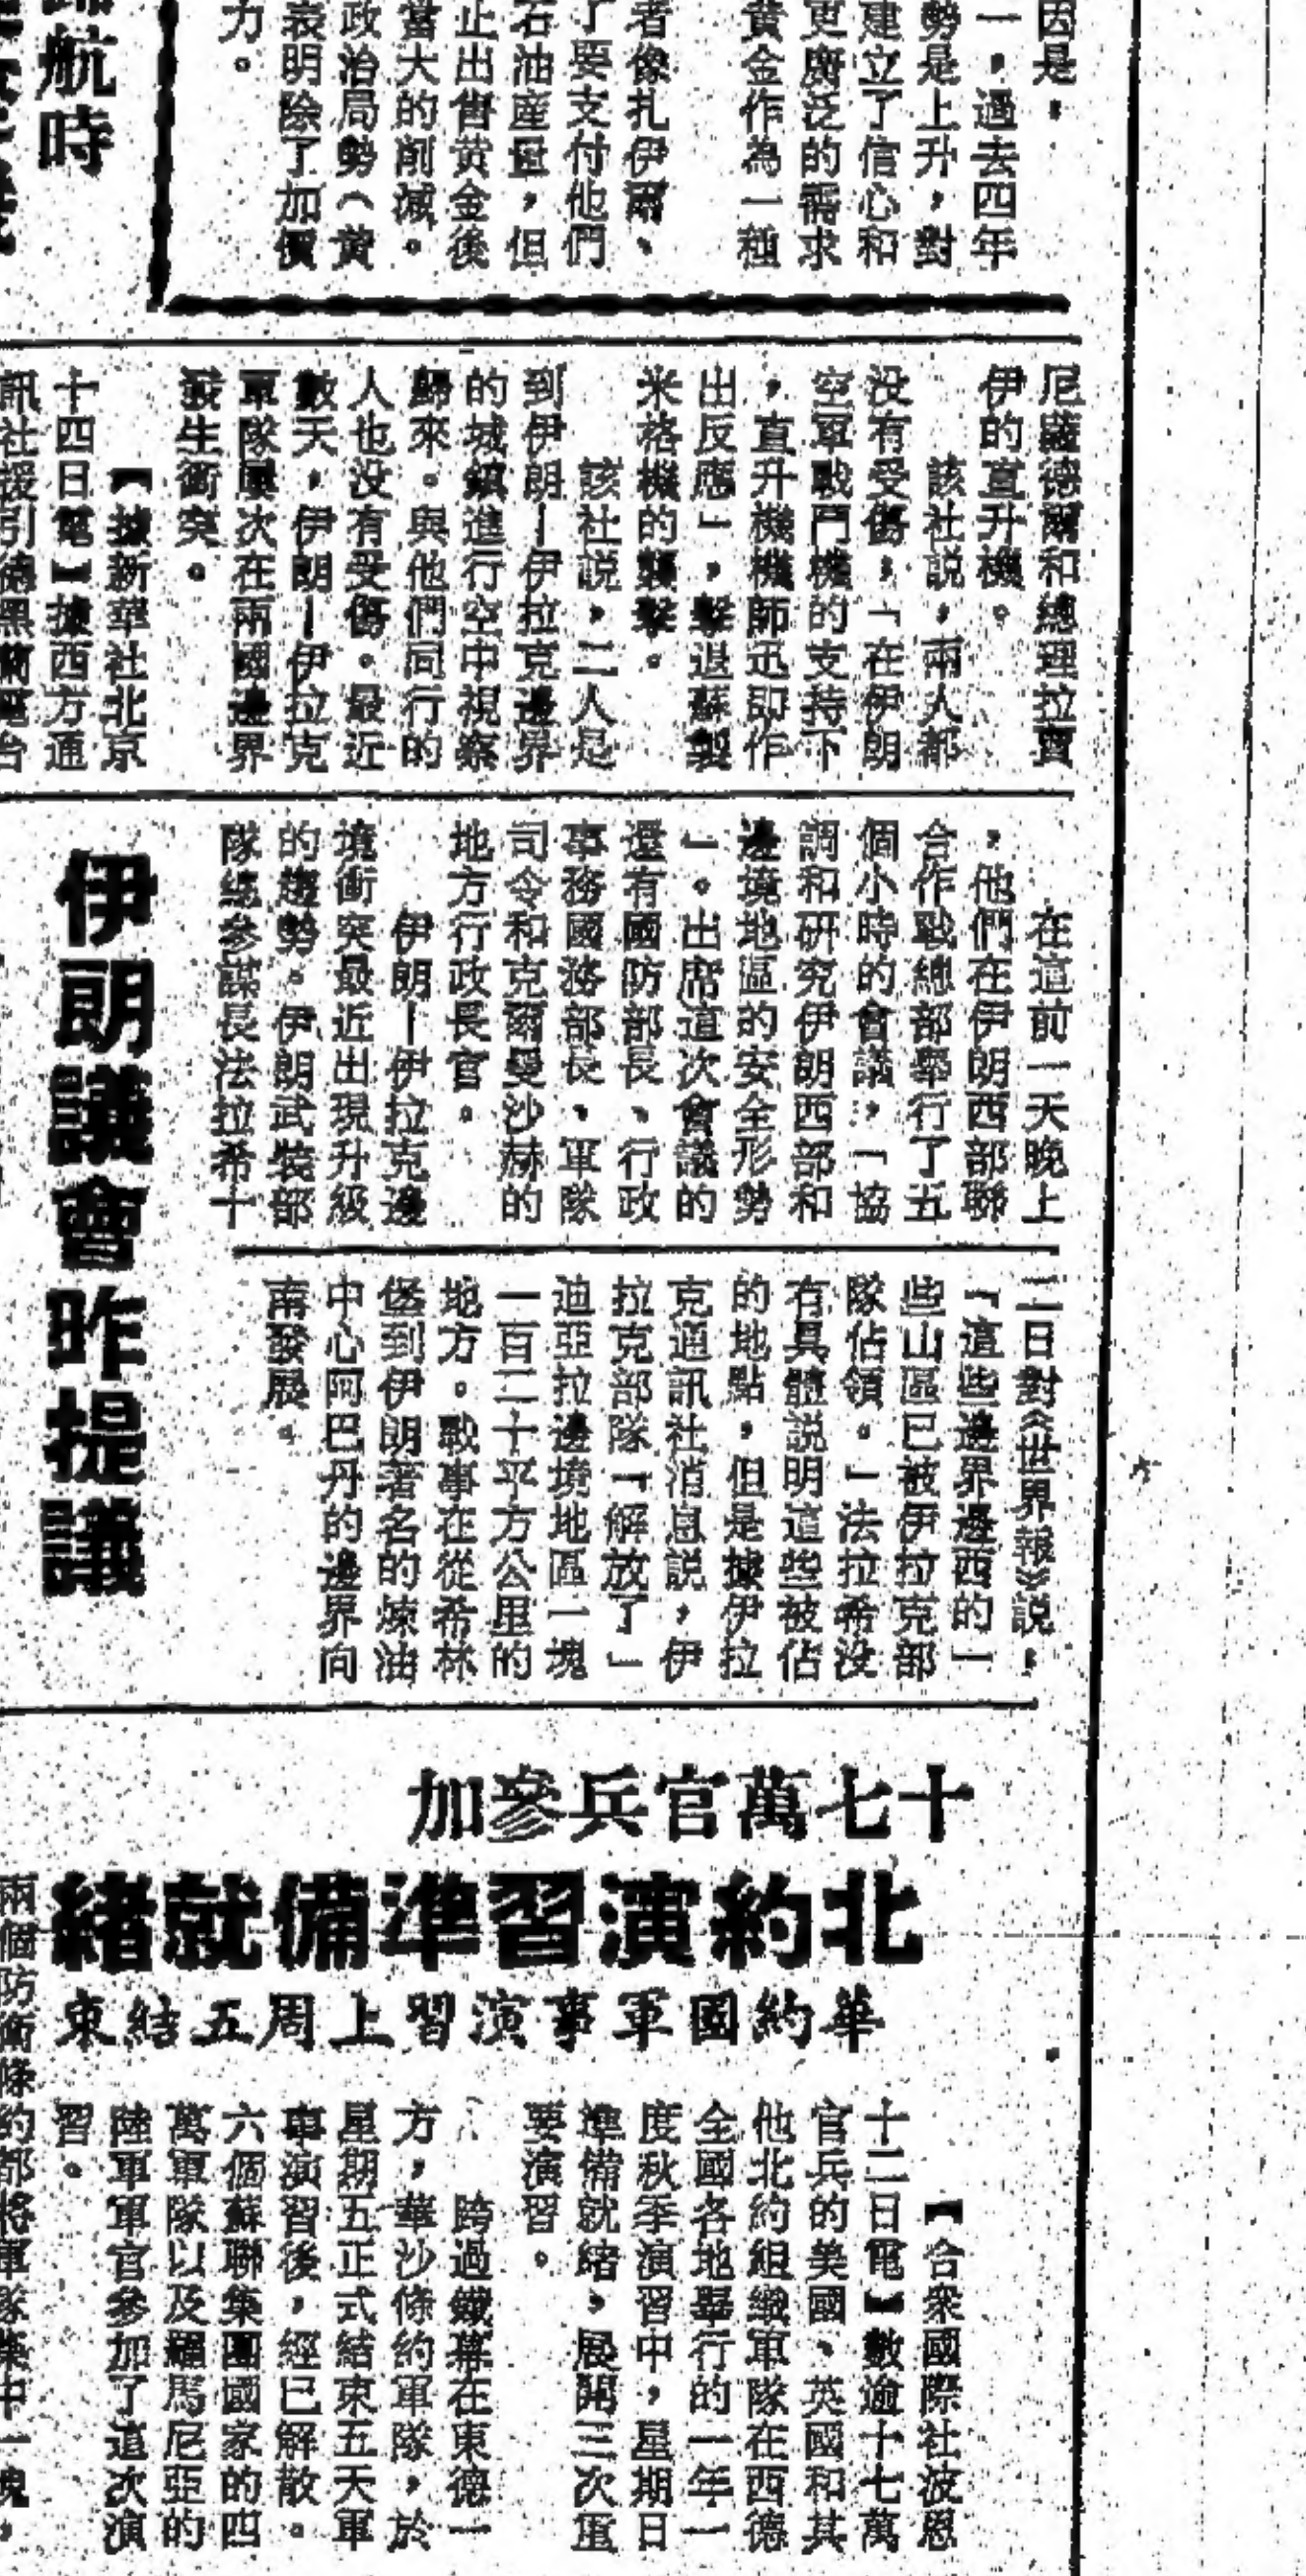 因是，
一，過去四年
勢是上升，對
建立了信心和
更廣泛的需求
黃金作為一種
者像扎伊爾、
了要支付他們
石油產量，但
止出售黃金後
當大的削減。
政治局勢（黃
表明除了加價
力。
航時
尼薩德爾和總理拉賈
伊的直升機。
該社説，兩人都
没有受傷，「在伊朗
空軍戰鬥機的支持下
，直升機機師迅即作
出反應」，擊退蘇製
米格機的襲擊。
該社説，二人是
到伊朗—伊拉克邊界
的城鎮進行空中視察
歸來。與他們同行的
人也没有受傷。最近
數天，伊朗—伊拉克
軍隊屢次在兩國邊界
發生衝突。
【據新華社北京
十四日電】據西方通
訊社援引德黑蘭電台
在這前一天晚上
，他們在伊朗西部聯
合作戰總部舉行了五
個小時的會議，「協
調和研究伊朗西部和
邊境地區的安全形勢
」。出席這次會議的
還有國防部長、行政
事務國務部長、軍隊
司令和克爾曼沙赫的
地方行政長官。
伊朗—伊拉克邊
境衝突最近出現升級
的趨勢。伊朗武裝部
隊總參謀長法拉希十
二日對《世界報》説，
「這些邊界邊西的一
些山區已被伊拉克部
隊佔領。」法拉希没
有具體説明這些被佔
的地點，但是據伊拉
克通訊社消息説，伊
拉克部隊「解放了」
迪亞拉邊境地區一塊
一百二十平方公里的
地方。戰事在從希林
堡到伊朗著名的煉油
中心阿巴丹的邊界向
南發展。
伊朗議會昨提議
十七萬官兵參加
北約演習準備就緒
華約國軍事演習上周五結束
【合衆國際社波恩
十二日電】數逾十七萬
官兵的美國、英國和其
他北約組織軍隊在西德
全國各地舉行的一年一
度秋季演習中，星期日
準備就緒，展開三次重
要演習。
跨過鐵幕在東德一
方，華沙條約軍隊，於
星期五正式結束五天軍
事演習後，經已解散。
六個蘇聯集團國家的四
萬軍隊以及羅馬尼亞的
陸軍軍官參加了這次演
習。
兩個防衛條約都將軍隊集中一塊，